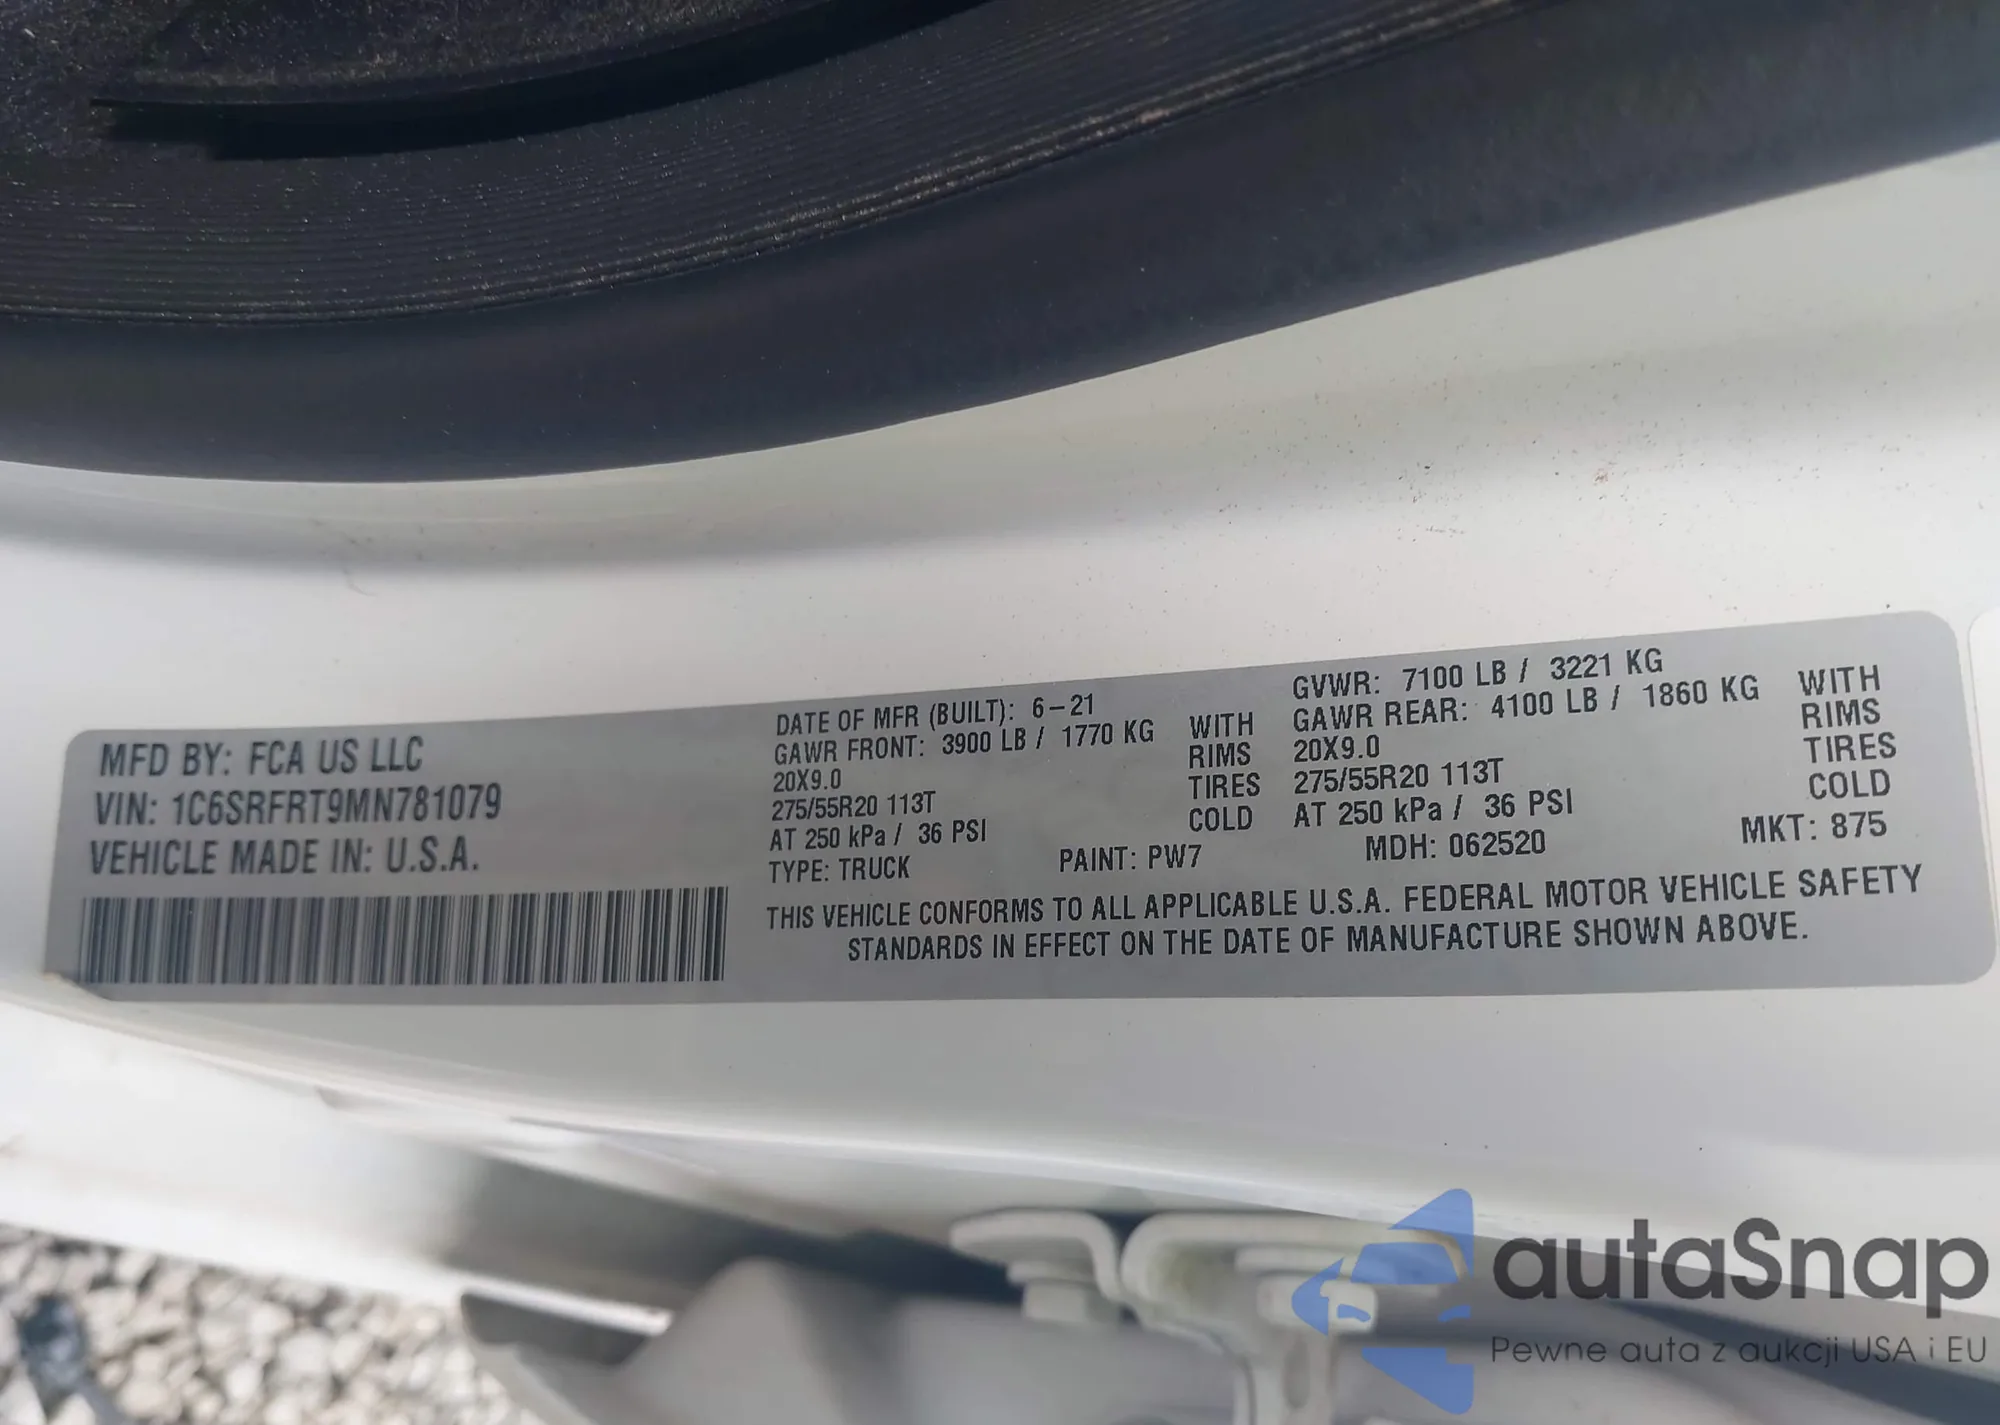 MFD BY: FCA US LLC
VIN: 1C6SRFRT9MN781079
VEHICLE MADE IN: U.S.A.
DATE OF MFR (BUILT): 6-21
GAWR FRONT: 3900 LB / 1770 KG WITH
20X9.0 RIMS
275/55R20 113T TIRES
AT 250 kPa / 36 PSI COLD
TYPE: TRUCK PAINT: PW7
GVWR: 7100 LB / 3221 KG
GAWR REAR: 4100 LB / 1860 KG WITH
20X9.0 RIMS
275/55R20 113T TIRES
AT 250 kPa / 36 PSI COLD
MDH: 062520 MKT: 875
THIS VEHICLE CONFORMS TO ALL APPLICABLE U.S.A. FEDERAL MOTOR VEHICLE SAFETY
STANDARDS IN EFFECT ON THE DATE OF MANUFACTURE SHOWN ABOVE.
autaSnap
Pewne auta z aukcji USA i EU